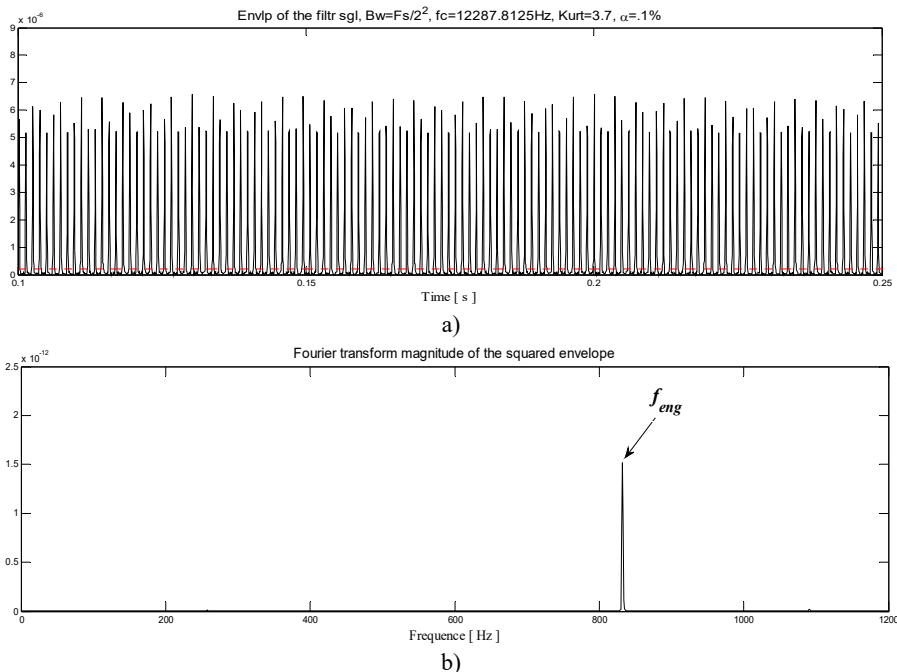 Envlp of the filtr sgl, Bw=Fs/2², fc=12287.8125Hz, Kurt=3.7, α=.1%
x 10⁻⁶
9
8
7
6
5
4
3
2
1
0
0.1 0.15 0.2 0.25
Time [ s ]
a)
Fourier transform magnitude of the squared envelope
x 10⁻¹²
2.5
2
1.5
1
0.5
0
f_eng
0 200 400 600 800 1000 1200
Frequence [ Hz ]
b)